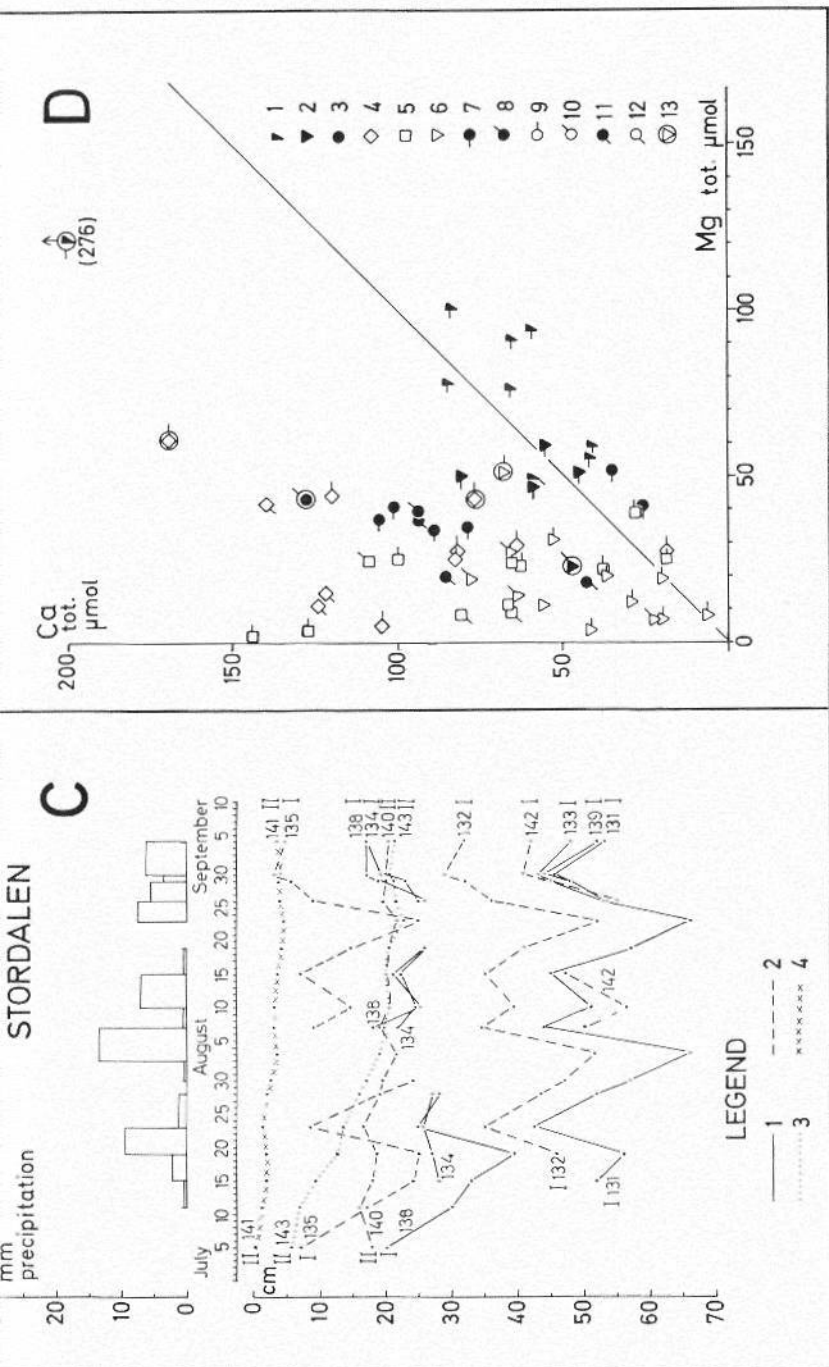 mm
precipitation
STORDALEN
C
20
10
0
July 5 10 15 20 25 30 August 5 10 15 20 25 30 September 5 10
0
cm
10
20
30
40
50
60
70
II 141
II 143
I 135
II 140
I 138
134
I 132
I 131
138
134
142
141 II
135 I
138 I
134 I
140 II
143 II
132 I
142 I
133 I
139 I
131 I
LEGEND
1
2
3
4
D
Ca
tot.
µmol
200
150
100
50
0
50
100
150
Mg tot. µmol
(276)
1
2
3
4
5
6
7
8
9
10
11
12
13